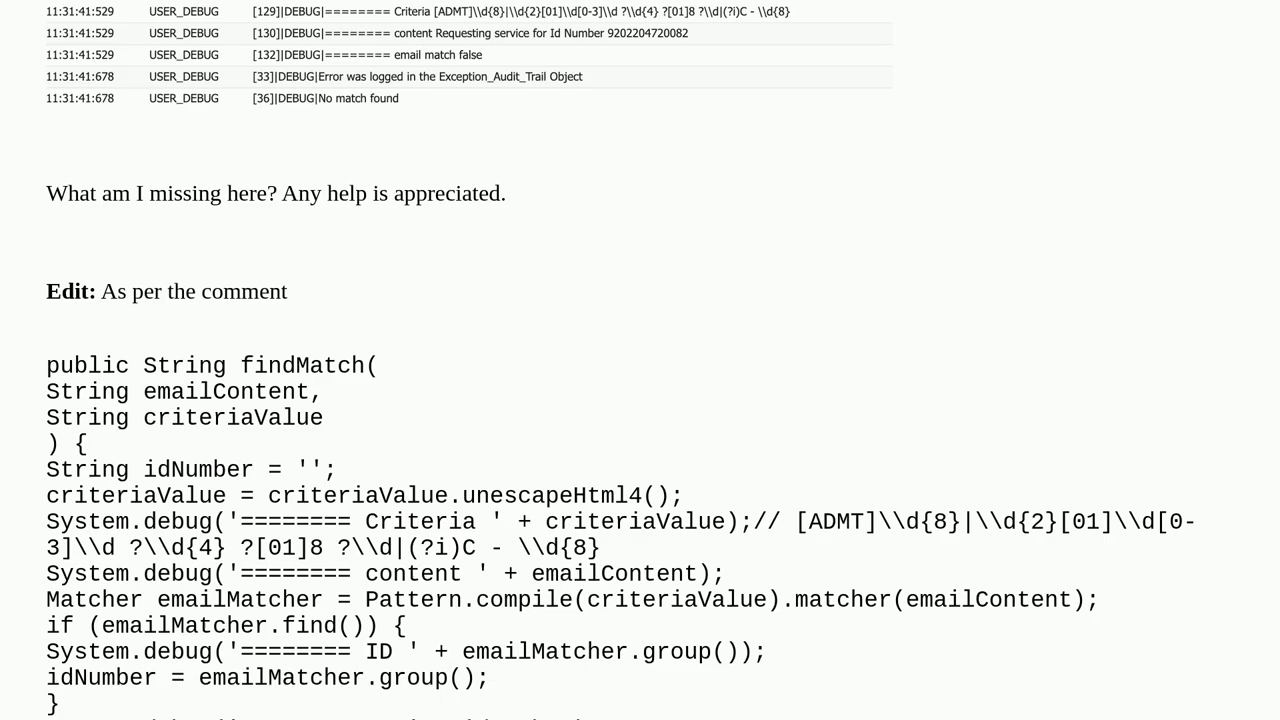 11:31:41:529 USER_DEBUG [129]|DEBUG|======== Criteria [ADMT]\\d{8}|\\d{2}[01]\\d[0-3]\\d ?\\d{4} ?[01]8 ?\\d|(?i)C - \\d{8}
11:31:41:529 USER_DEBUG [130]|DEBUG|======== content Requesting service for Id Number 9202204720082
11:31:41:529 USER_DEBUG [132]|DEBUG|======== email match false
11:31:41:678 USER_DEBUG [33]|DEBUG|Error was logged in the Exception_Audit_Trail Object
11:31:41:678 USER_DEBUG [36]|DEBUG|No match found
What am I missing here? Any help is appreciated.
Edit: As per the comment
public String findMatch(
String emailContent,
String criteriaValue
) {
String idNumber = '';
criteriaValue = criteriaValue.unescapeHtml4();
System.debug('======== Criteria ' + criteriaValue);// [ADMT]\\d{8}|\\d{2}[01]\\d[0-
3]\\d ?\\d{4} ?[01]8 ?\\d|(?i)C - \\d{8}
System.debug('======== content ' + emailContent);
Matcher emailMatcher = Pattern.compile(criteriaValue).matcher(emailContent);
if (emailMatcher.find()) {
System.debug('======== ID ' + emailMatcher.group());
idNumber = emailMatcher.group();
}